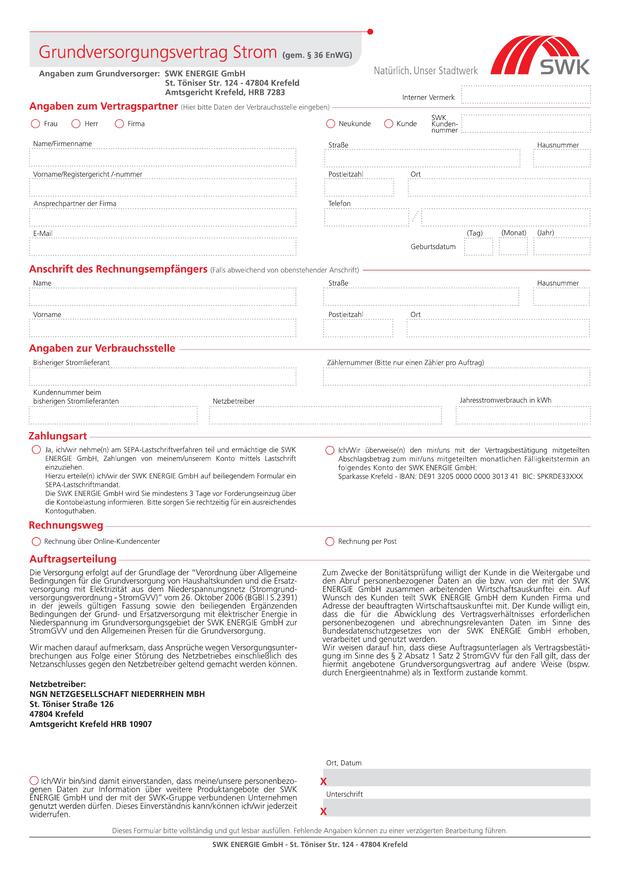 Grundversorgungsvertrag Strom (gem. § 36 EnWG)
Angaben zum Grundversorger: SWK ENERGIE GmbH
St. Töniser Str. 124 - 47804 Krefeld
Amtsgericht Krefeld, HRB 7283
Natürlich. Unser Stadtwerk
SWK
Interner Vermerk
Angaben zum Vertragspartner (Hier bitte Daten der Verbrauchsstelle eingeben)
Frau Herr Firma
Neukunde Kunde
SWK
Kunden-
nummer
Name/Firmenname
Straße Hausnummer
Vorname/Registergericht /-nummer
Postleitzahl Ort
Ansprechpartner der Firma
Telefon
/
E-Mail
(Tag) (Monat) (Jahr)
Geburtsdatum
Anschrift des Rechnungsempfängers (Falls abweichend von obenstehender Anschrift)
Name
Straße Hausnummer
Vorname
Postleitzahl Ort
Angaben zur Verbrauchsstelle
Bisheriger Stromlieferant
Zählernummer (Bitte nur einen Zähler pro Auftrag)
Kundennummer beim
bisherigen Stromlieferanten
Netzbetreiber
Jahresstromverbrauch in kWh
Zahlungsart
Ja, ich/wir nehme(n) am SEPA-Lastschriftverfahren teil und ermächtige die SWK
ENERGIE GmbH, Zahlungen von meinem/unserem Konto mittels Lastschrift
einzuziehen.
Hierzu erteile(n) ich/wir der SWK ENERGIE GmbH auf beiliegendem Formular ein
SEPA-Lastschriftmandat.
Die SWK ENERGIE GmbH wird Sie mindestens 3 Tage vor Forderungseinzug über
die Kontobelastung informieren. Bitte sorgen Sie rechtzeitig für ein ausreichendes
Kontoguthaben.
Ich/Wir überweise(n) den mir/uns mit der Vertragsbestätigung mitgeteilten
Abschlagsbetrag zum mir/uns mitgeteilten monatlichen Fälligkeitstermin an
folgendes Konto der SWK ENERGIE GmbH:
Sparkasse Krefeld - IBAN: DE91 3205 0000 0000 3013 41 BIC: SPKRDE33XXX
Rechnungsweg
Rechnung über Online-Kundencenter
Rechnung per Post
Auftragserteilung
Die Versorgung erfolgt auf der Grundlage der "Verordnung über Allgemeine
Bedingungen für die Grundversorgung von Haushaltskunden und die Ersatz-
versorgung mit Elektrizität aus dem Niederspannungsnetz (Stromgrund-
versorgungsverordnung - StromGVV)" vom 26. Oktober 2006 (BGBl.I S.2391)
in der jeweils gültigen Fassung sowie den beiliegenden Ergänzenden
Bedingungen der Grund- und Ersatzversorgung mit elektrischer Energie in
Niederspannung im Grundversorgungsgebiet der SWK ENERGIE GmbH zur
StromGVV und den Allgemeinen Preisen für die Grundversorgung.
Wir machen darauf aufmerksam, dass Ansprüche wegen Versorgungsunter-
brechungen aus Folge einer Störung des Netzbetriebes einschließlich des
Netzanschlusses gegen den Netzbetreiber geltend gemacht werden können.
Netzbetreiber:
NGN NETZGESELLSCHAFT NIEDERRHEIN MBH
St. Töniser Straße 126
47804 Krefeld
Amtsgericht Krefeld HRB 10907
Zum Zwecke der Bonitätsprüfung willigt der Kunde in die Weitergabe und
den Abruf personenbezogener Daten an die bzw. von der mit der SWK
ENERGIE GmbH zusammen arbeitenden Wirtschaftsauskunftei ein. Auf
Wunsch des Kunden teilt SWK ENERGIE GmbH dem Kunden Firma und
Adresse der beauftragten Wirtschaftsauskunftei mit. Der Kunde willigt ein,
dass die im Verlauf der Abwicklung des Vertragsverhältnisses erforderlichen
personenbezogenen und abrechnungsrelevanten Daten im Sinne des
Bundesdatenschutzgesetzes von der SWK ENERGIE GmbH erhoben,
verarbeitet und genutzt werden.
Wir weisen darauf hin, dass diese Auftragsunterlagen als Vertragsbestäti-
gung im Sinne des § 2 Absatz 1 Satz 2 StromGVV für den Fall gilt, dass der
hiermit angebotene Grundversorgungsvertrag auf andere Weise (bspw.
durch Energieentnahme) als in Textform zustande kommt.
Ich/Wir bin/sind damit einverstanden, dass meine/unsere personenbezo-
genen Daten zur Information über weitere Produktangebote der SWK
ENERGIE GmbH und der mit der SWK-Gruppe verbundenen Unternehmen
genutzt werden dürfen. Dieses Einverständnis kann/können ich/wir jederzeit
widerrufen.
Ort, Datum
X
Unterschrift
X
Dieses Formular bitte vollständig und gut lesbar ausfüllen. Fehlende Angaben können zu einer verzögerten Bearbeitung führen.
SWK ENERGIE GmbH - St. Töniser Str. 124 - 47804 Krefeld